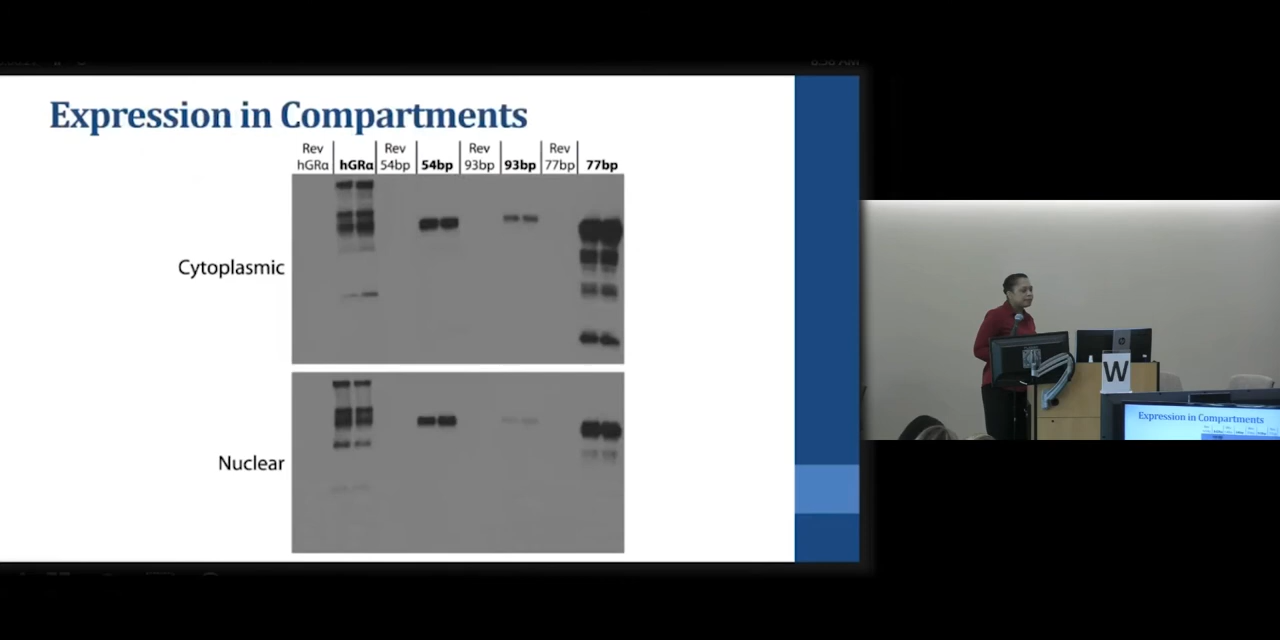 Expression in Compartments
Rev hGRα
hGRα
Rev 54bp
54bp
Rev 93bp
93bp
Rev 77bp
77bp
Cytoplasmic
Nuclear
W
Expression in Compartments